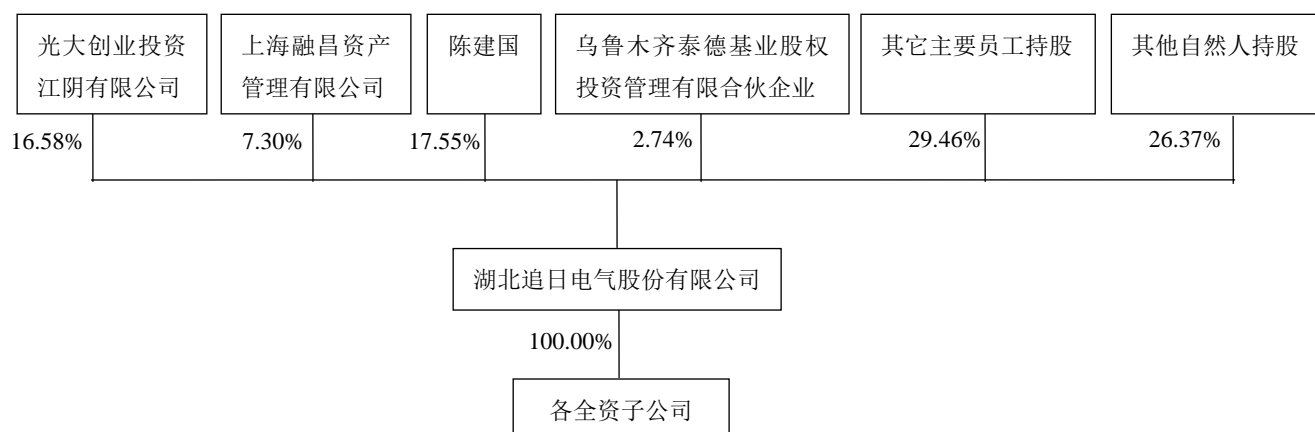 光大创业投资
江阴有限公司
上海融昌资产
管理有限公司
陈建国
乌鲁木齐泰德基业股权
投资管理有限合伙企业
其它主要员工持股
其他自然人持股
16.58%
7.30%
17.55%
2.74%
29.46%
26.37%
湖北追日电气股份有限公司
100.00%
各全资子公司